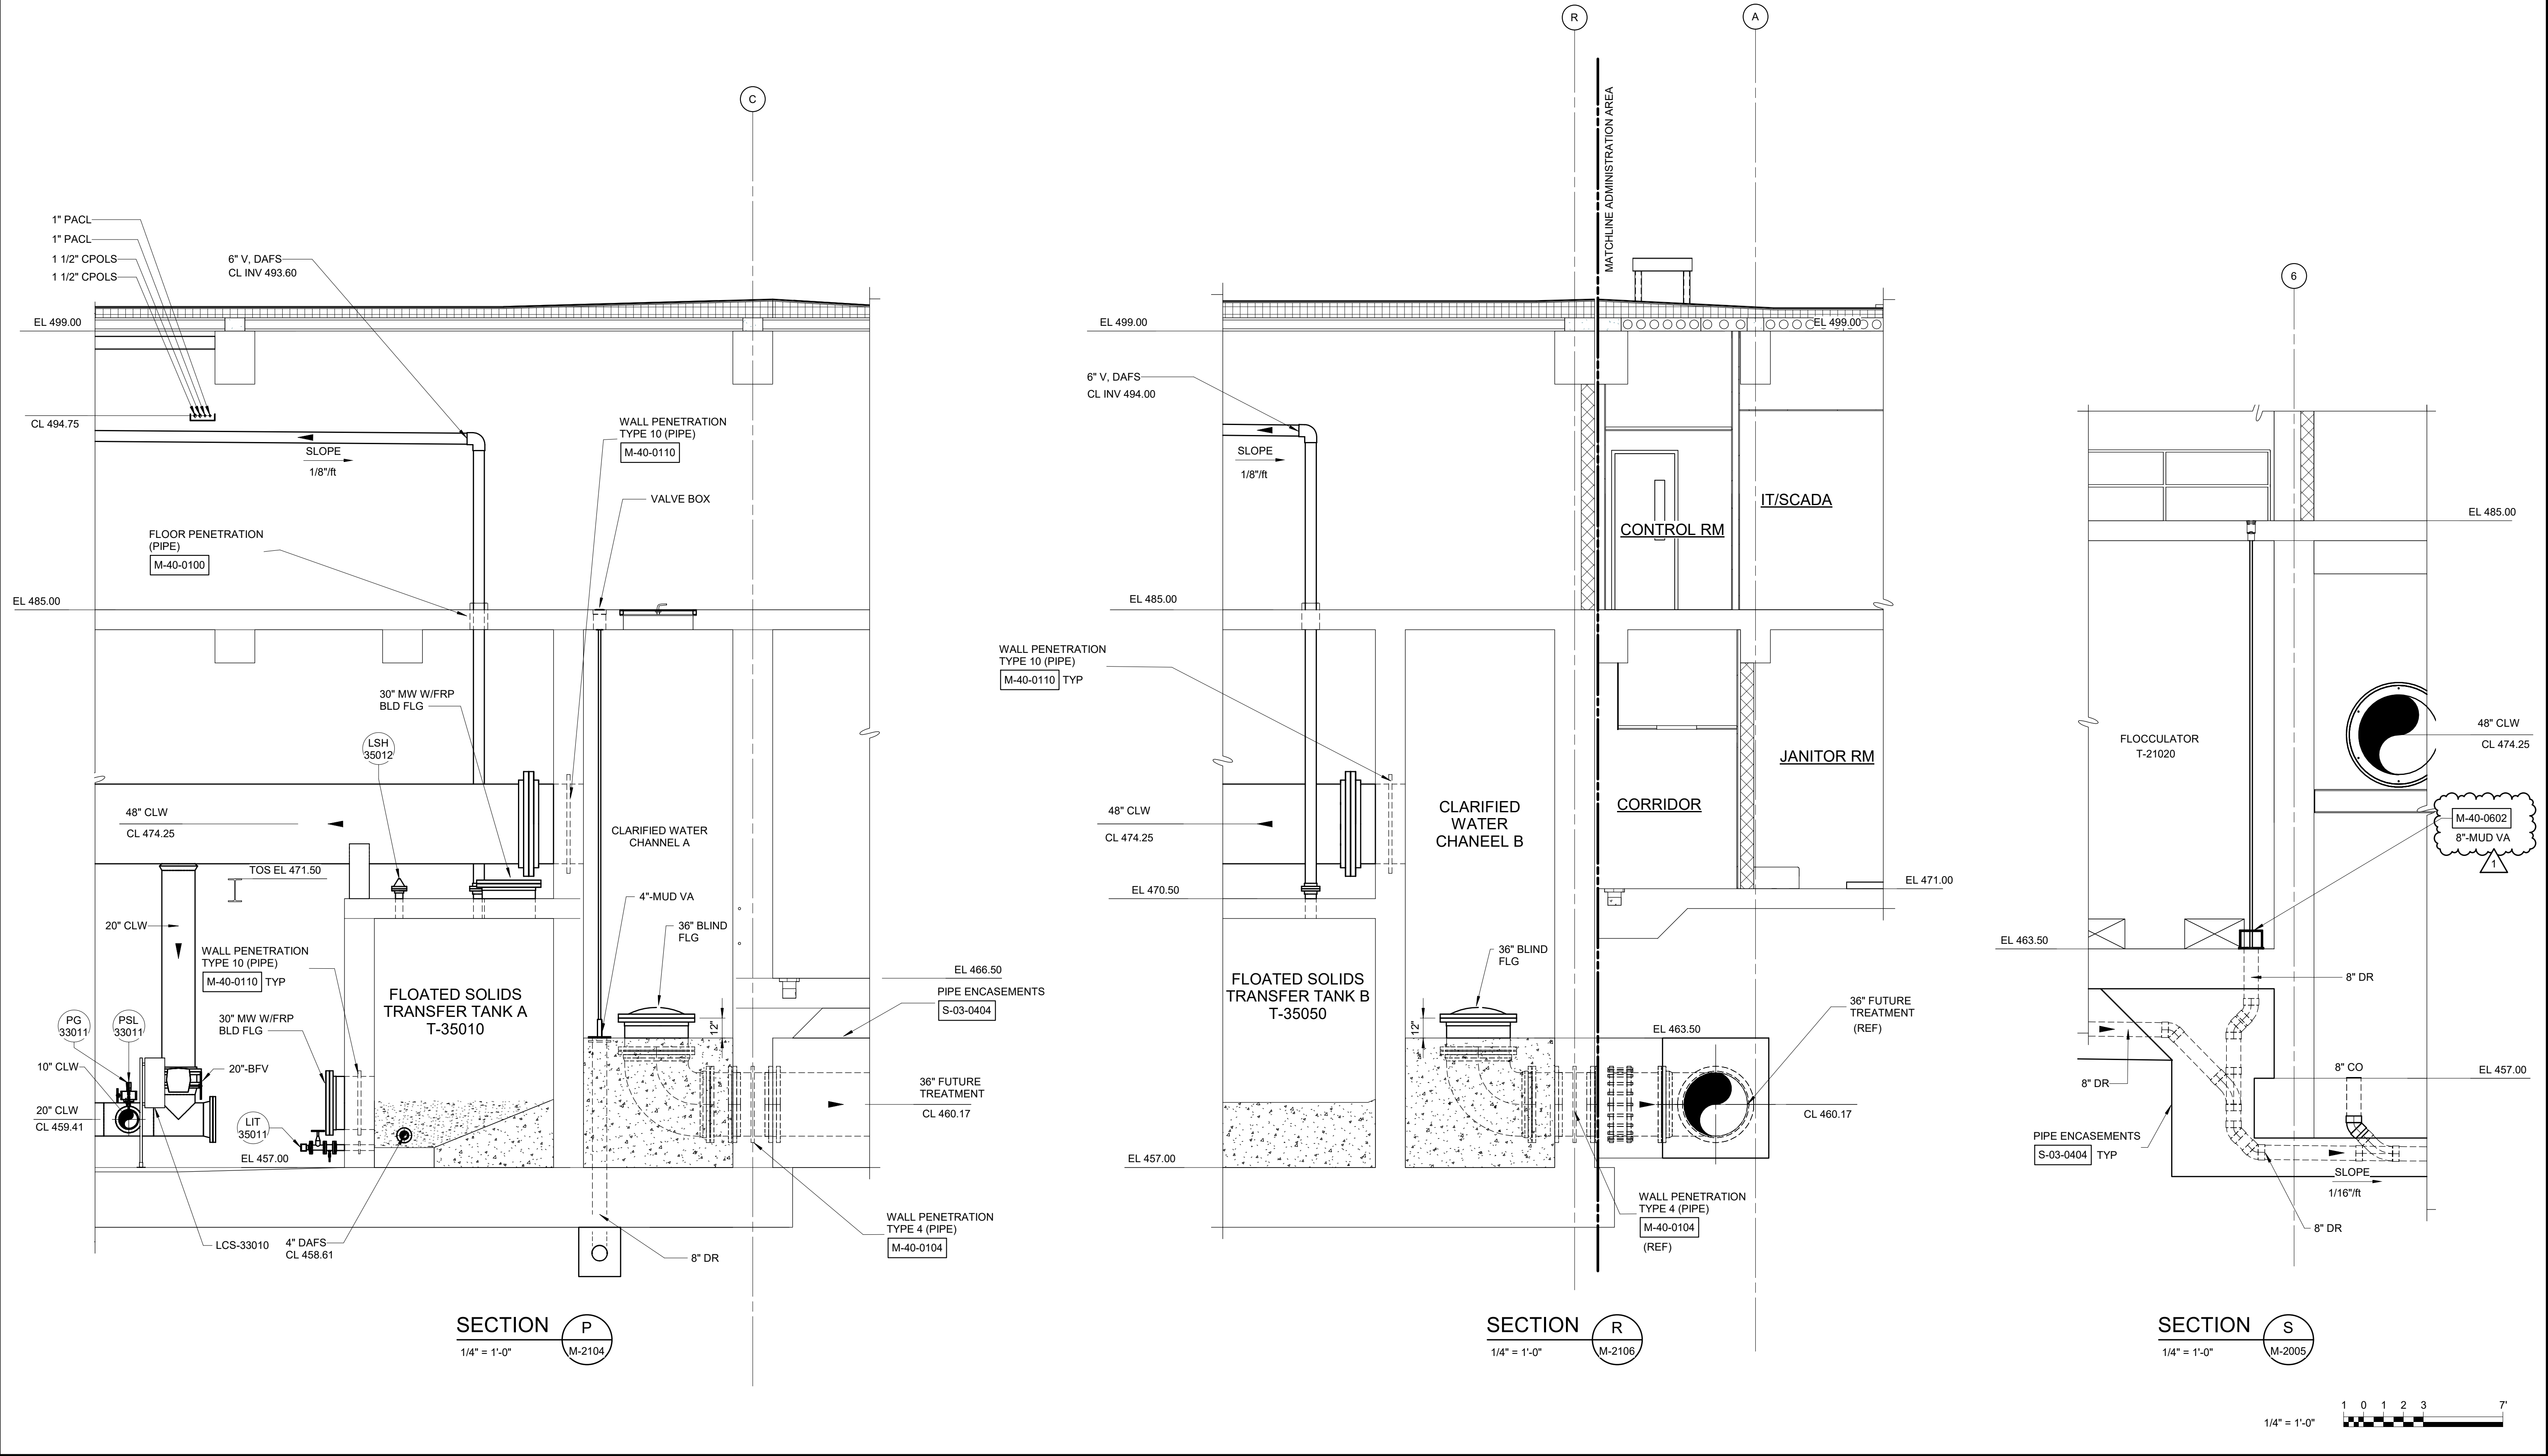 C
1" PACL
1" PACL
1 1/2" CPOLS
1 1/2" CPOLS
6" V, DAFS
CL INV 493.60
EL 499.00
CL 494.75
SLOPE
1/8"/ft
WALL PENETRATION
TYPE 10 (PIPE)
M-40-0110
VALVE BOX
FLOOR PENETRATION
(PIPE)
M-40-0100
EL 485.00
30" MW W/FRP
BLD FLG
LSH
35012
48" CLW
CL 474.25
CLARIFIED WATER
CHANNEL A
TOS EL 471.50
4"-MUD VA
20" CLW
36" BLIND
FLG
WALL PENETRATION
TYPE 10 (PIPE)
M-40-0110 TYP
FLOATED SOLIDS
TRANSFER TANK A
T-35010
EL 466.50
PIPE ENCASEMENTS
S-03-0404
PG
33011
PSL
33011
30" MW W/FRP
BLD FLG
12"
10" CLW
20"-BFV
20" CLW
CL 459.41
LIT
35011
36" FUTURE
TREATMENT
CL 460.17
EL 457.00
LCS-33010
4" DAFS
CL 458.61
8" DR
WALL PENETRATION
TYPE 4 (PIPE)
M-40-0104
SECTION
P
M-2104
1/4" = 1'-0"
R
A
MATCHLINE ADMINISTRATION AREA
EL 499.00
EL 499.00
6" V, DAFS
CL INV 494.00
SLOPE
1/8"/ft
CONTROL RM
IT/SCADA
EL 485.00
WALL PENETRATION
TYPE 10 (PIPE)
M-40-0110 TYP
48" CLW
CL 474.25
CLARIFIED
WATER
CHANEEL B
CORRIDOR
JANITOR RM
EL 470.50
EL 471.00
36" BLIND
FLG
FLOATED SOLIDS
TRANSFER TANK B
T-35050
12"
EL 463.50
36" FUTURE
TREATMENT
(REF)
CL 460.17
EL 457.00
WALL PENETRATION
TYPE 4 (PIPE)
M-40-0104
(REF)
SECTION
R
M-2106
1/4" = 1'-0"
6
EL 485.00
FLOCCULATOR
T-21020
48" CLW
CL 474.25
M-40-0602
8"-MUD VA
1
EL 463.50
8" DR
8" DR
8" CO
EL 457.00
PIPE ENCASEMENTS
S-03-0404 TYP
SLOPE
1/16"/ft
8" DR
SECTION
S
M-2005
1/4" = 1'-0"
1/4" = 1'-0"
1 0 1 2 3 7'